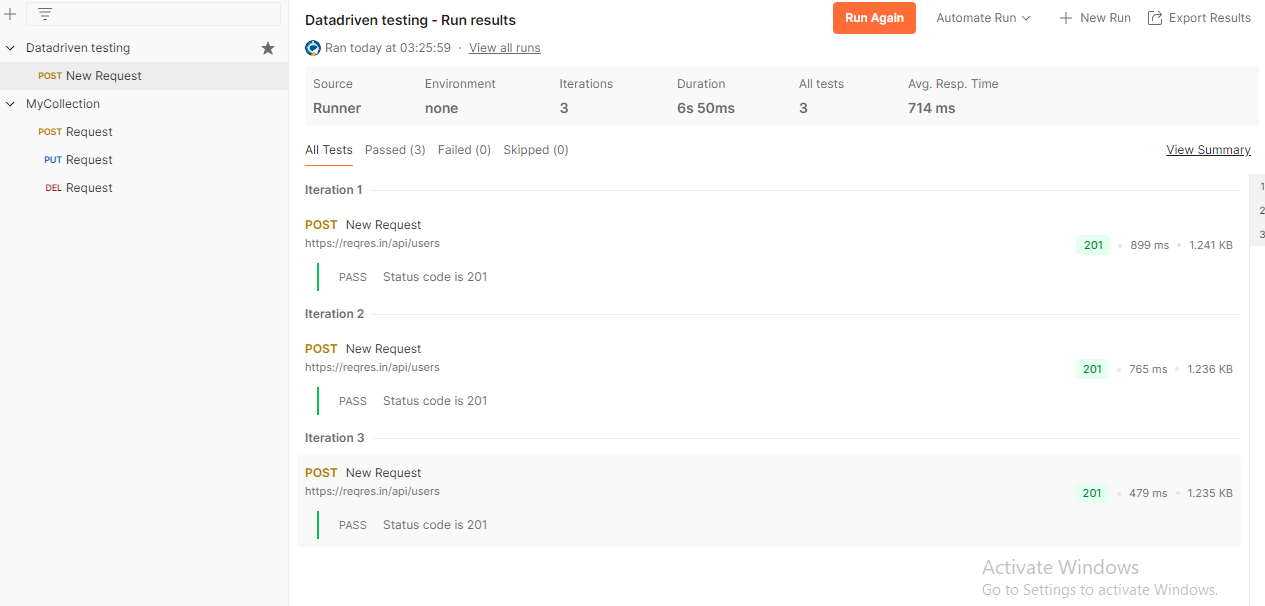 Datadriven testing
POST New Request
MyCollection
POST Request
PUT Request
DEL Request
Datadriven testing - Run results
Run Again
Automate Run
New Run
Export Results
Ran today at 03:25:59 · View all runs
Source Environment Iterations Duration All tests Avg. Resp. Time
Runner none 3 6s 50ms 3 714 ms
All Tests Passed (3) Failed (0) Skipped (0) View Summary
Iteration 1
POST New Request
https://reqres.in/api/users
201 899 ms 1.241 KB
PASS Status code is 201
Iteration 2
POST New Request
https://reqres.in/api/users
201 765 ms 1.236 KB
PASS Status code is 201
Iteration 3
POST New Request
https://reqres.in/api/users
201 479 ms 1.235 KB
PASS Status code is 201
1
2
3
Activate Windows
Go to Settings to activate Windows.